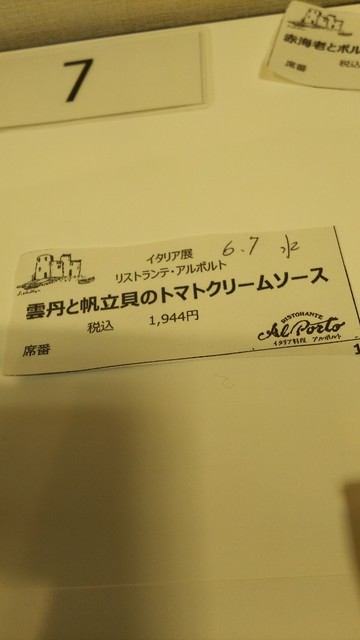 7
赤海老とポル
席番
税込
イタリア展
6.7 水
リストランテ・アルポルト
雲丹と帆立貝のトマトクリームソース
税込 1,944円
席番
RISTORANTE
Al Porto
イタリア料理 アルポルト
1